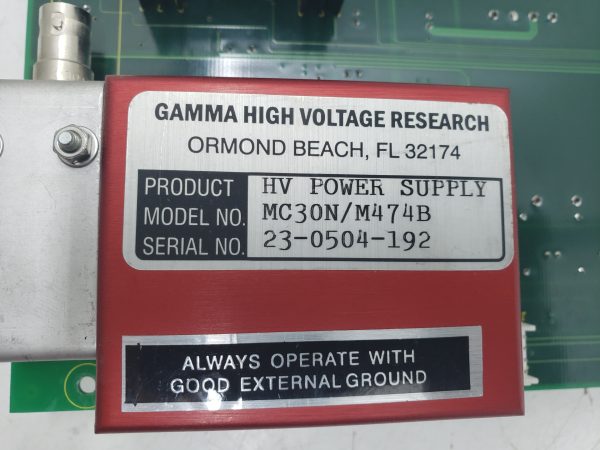 GAMMA HIGH VOLTAGE RESEARCH
ORMOND BEACH, FL 32174
PRODUCT HV POWER SUPPLY
MODEL NO. MC30N/M474B
SERIAL NO. 23-0504-192
ALWAYS OPERATE WITH
GOOD EXTERNAL GROUND